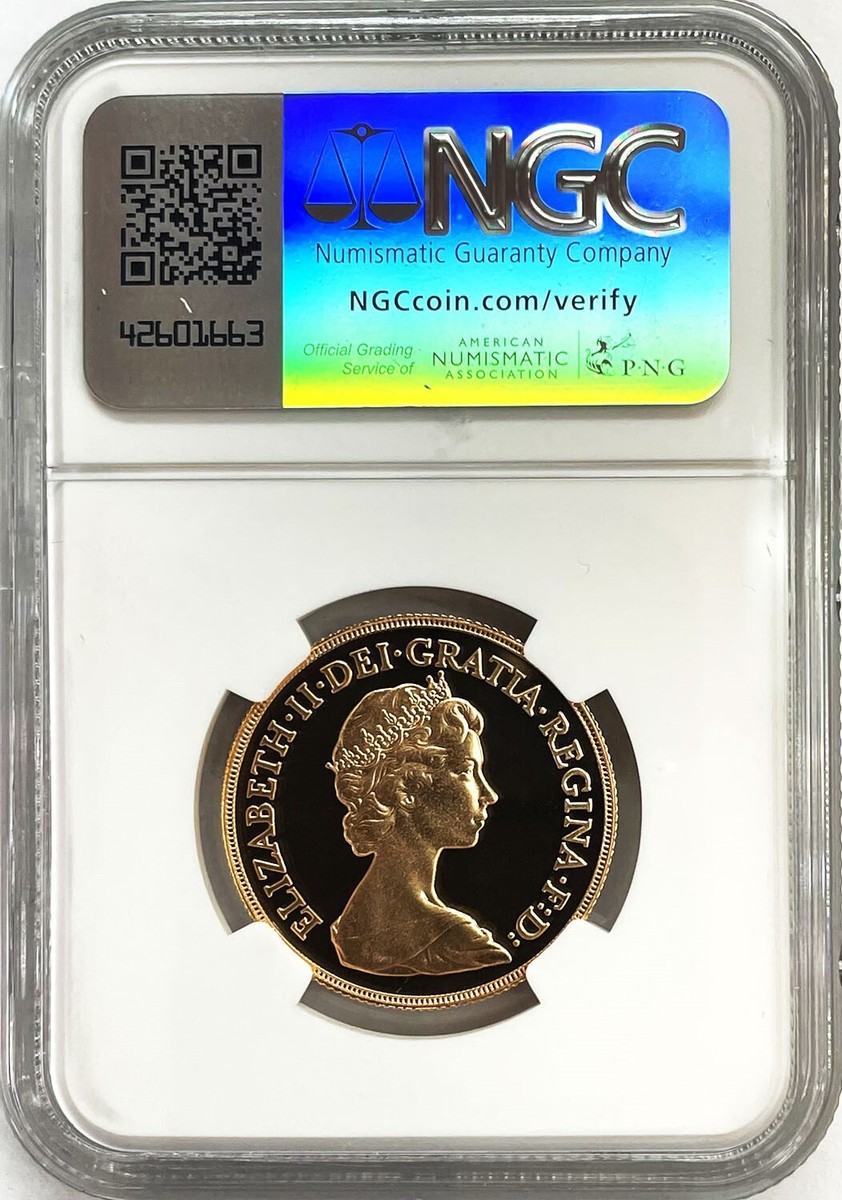 NGC
Numismatic Guaranty Company
NGCcoin.com/verify
42601663
Official Grading
Service of
AMERICAN
NUMISMATIC
ASSOCIATION
P·N·G
ELIZABETH·II·DEI·GRATIA·REGINA·F:D: